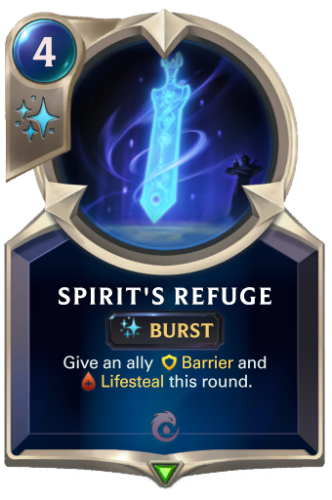 4
SPIRIT'S REFUGE
BURST
Give an ally Barrier and
Lifesteal this round.